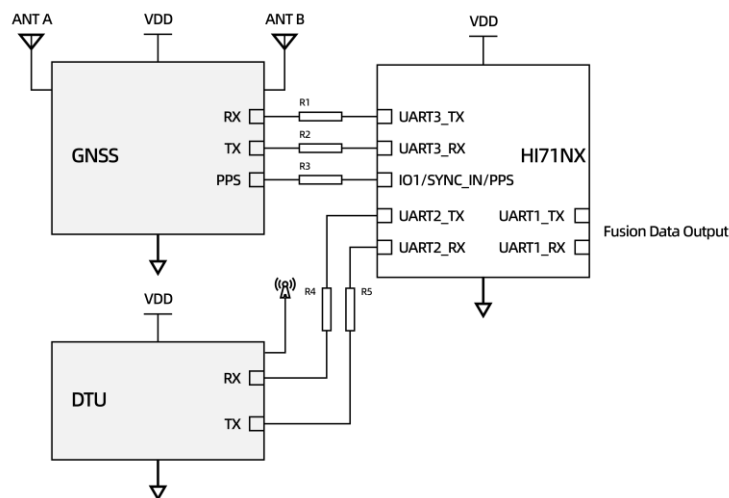 ANT A
VDD
ANT B
VDD
RX
R1
UART3_TX
GNSS
TX
R2
UART3_RX
HI71NX
PPS
R3
IO1/SYNC_IN/PPS
UART2_TX
UART1_TX
UART2_RX
UART1_RX
Fusion Data Output
VDD
R4
R5
DTU
RX
TX